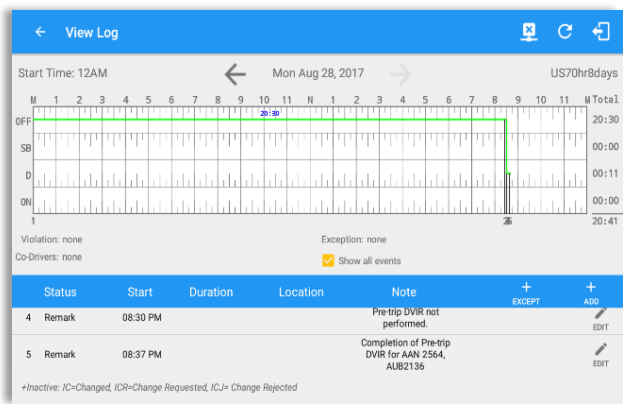 View Log
Start Time: 12AM
Mon Aug 28, 2017
US70hr8days
M 1 2 3 4 5 6 7 8 9 10 11 N 1 2 3 4 5 6 7 8 9 10 11 M Total
OFF 20:30 20:30
SB 00:00
D 00:11
ON 00:00
1 20:41
Violation: none Exception: none
Co-Drivers: none Show all events
Status Start Duration Location Note + EXCEPT + ADD
4 Remark 08:30 PM Pre-trip DVIR not
performed. EDIT
5 Remark 08:37 PM Completion of Pre-trip
DVIR for AAN 2564,
AUB2136 EDIT
+Inactive: IC=Changed, ICR=Change Requested, ICJ= Change Rejected